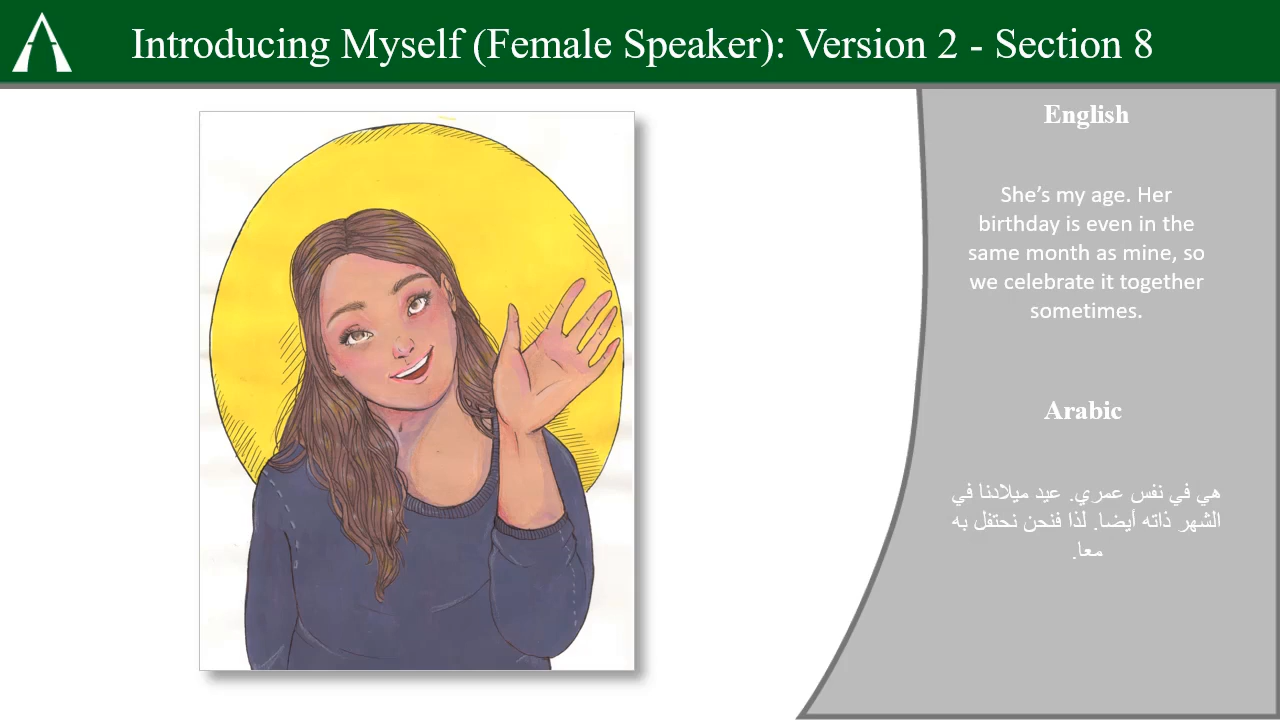 Introducing Myself (Female Speaker): Version 2 - Section 8
English
She’s my age. Her
birthday is even in the
same month as mine, so
we celebrate it together
sometimes.
Arabic
هي في نفس عمري. عيد ميلادنا في
الشهر ذاته أيضا. لذا فنحن نحتفل به
معا.